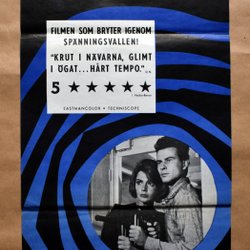 FILMEN SOM BRYTER IGENOM
SPÄNNINGSVALLEN!
"KRUT I NÄVARNA, GLIMT
I ÖGAT...HÅRT TEMPO."
5 ★ ★ ★ ★ ★
EASTMANCOLOR • TECHNISCOPE